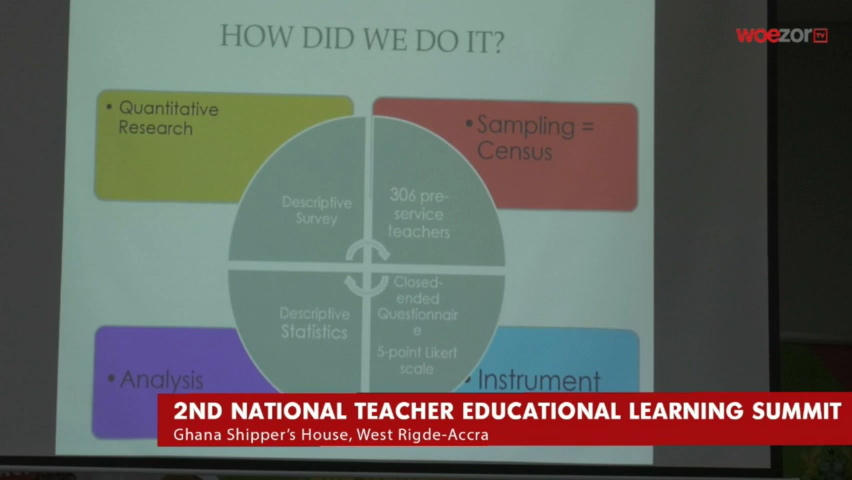 HOW DID WE DO IT?
woezor TV
• Quantitative
Research
• Sampling =
Census
Descriptive
Survey
306 pre-
service
teachers
Descriptive
Statistics
Closed-
ended
Questionnair
e
5-point Likert
scale
• Analysis
• Instrument
2ND NATIONAL TEACHER EDUCATIONAL LEARNING SUMMIT
Ghana Shipper's House, West Rigde-Accra